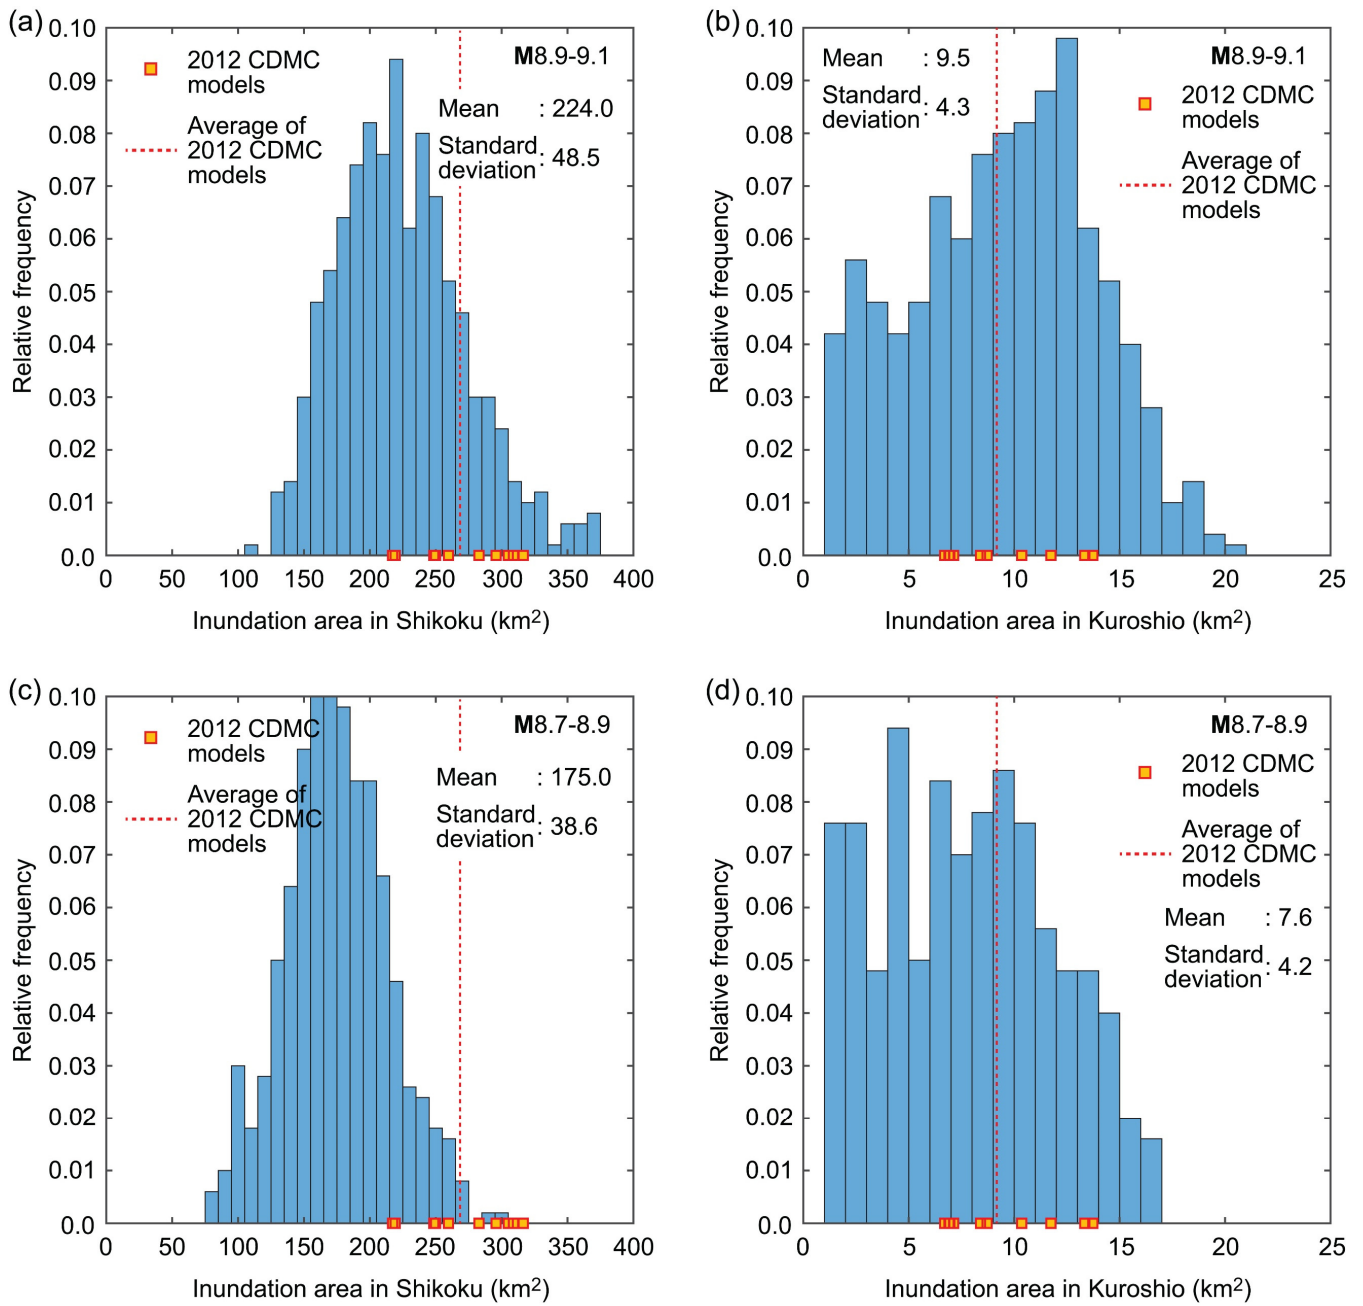 (a)
0.10
0.09
0.08
0.07
0.06
0.05
0.04
0.03
0.02
0.01
0.0
Relative frequency
2012 CDMC
models
Average of
2012 CDMC
models
M8.9-9.1
Mean : 224.0
Standard
deviation : 48.5
0 50 100 150 200 250 300 350 400
Inundation area in Shikoku (km2)
(b)
0.10
0.09
0.08
0.07
0.06
0.05
0.04
0.03
0.02
0.01
0.0
Relative frequency
Mean : 9.5
Standard
deviation : 4.3
M8.9-9.1
2012 CDMC
models
Average of
2012 CDMC
models
0 5 10 15 20 25
Inundation area in Kuroshio (km2)
(c)
0.10
0.09
0.08
0.07
0.06
0.05
0.04
0.03
0.02
0.01
0.0
Relative frequency
2012 CDMC
models
Average of
2012 CDMC
models
M8.7-8.9
Mean : 175.0
Standard
deviation : 38.6
0 50 100 150 200 250 300 350 400
Inundation area in Shikoku (km2)
(d)
0.10
0.09
0.08
0.07
0.06
0.05
0.04
0.03
0.02
0.01
0.0
Relative frequency
M8.7-8.9
2012 CDMC
models
Average of
2012 CDMC
models
Mean : 7.6
Standard
deviation : 4.2
0 5 10 15 20 25
Inundation area in Kuroshio (km2)